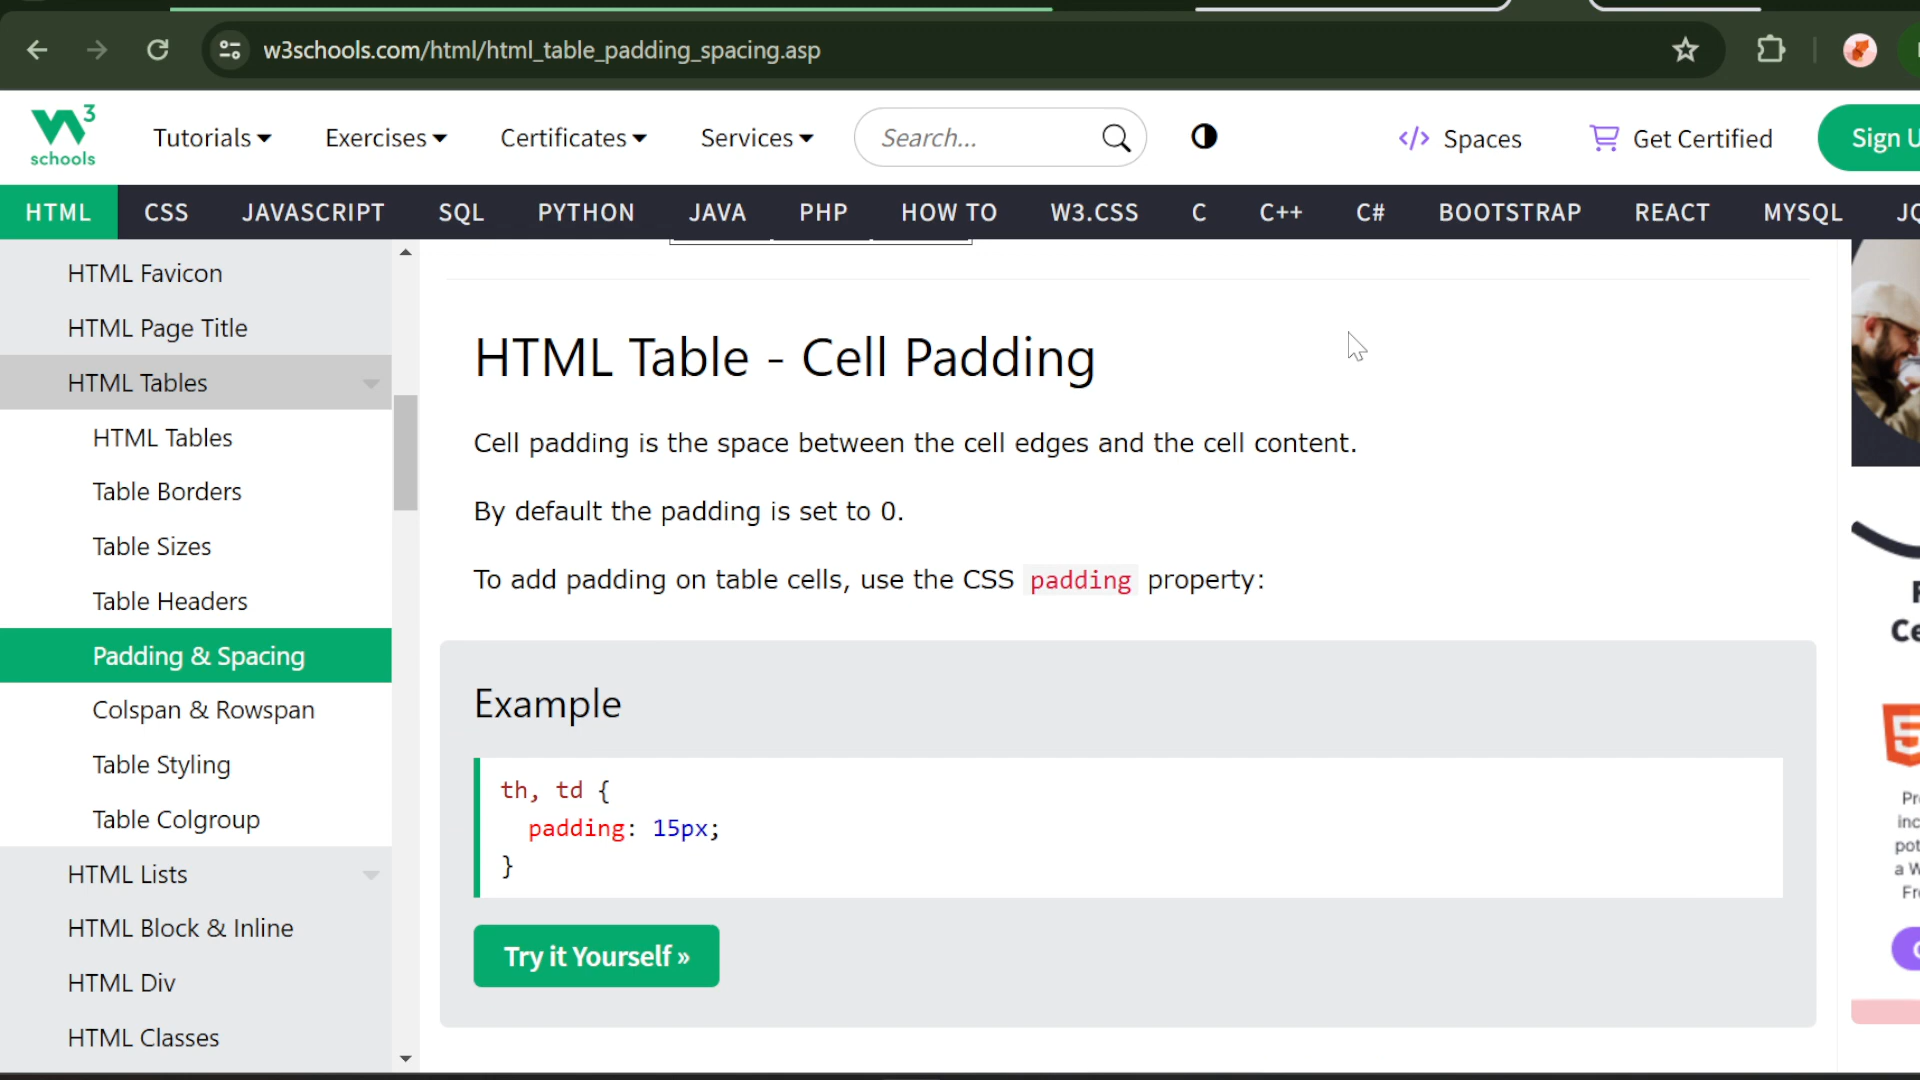 w3schools.com/html/html_table_padding_spacing.asp
3
schools
Tutorials
Exercises
Certificates
Services
Search...
Spaces
Get Certified
Sign
HTML
CSS
JAVASCRIPT
SQL
PYTHON
JAVA
PHP
HOW TO
W3.CSS
C
C++
C#
BOOTSTRAP
REACT
MYSQL
HTML Favicon
HTML Page Title
HTML Tables
HTML Tables
Table Borders
Table Sizes
Table Headers
Padding & Spacing
Colspan & Rowspan
Table Styling
Table Colgroup
HTML Lists
HTML Block & Inline
HTML Div
HTML Classes
HTML Table - Cell Padding
Cell padding is the space between the cell edges and the cell content.
By default the padding is set to 0.
To add padding on table cells, use the CSS padding property:
Example
th, td {
padding: 15px;
}
Try it Yourself »